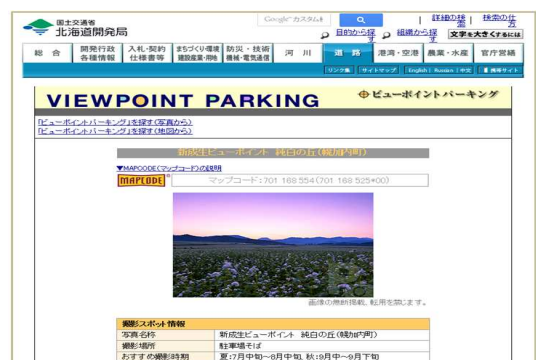 国土交通省
北海道開発局
Google カスタム検
詳細の検索
検索の仕方
目的から探す
組織から探す
文字を大きくするには
総合
開発行政 各種情報
入札・契約 仕様書等
まちづくり・環境 建設産業・用地
防災・技術 機械・電気通信
河川
道路
港湾・空港
農業・水産
官庁営繕
リンク集
サイトマップ
English | Russian | 中文
携帯サイト
VIEWPOINT PARKING
ビューポイントパーキング
「ビューポイントパーキング」を探す(写真から)
「ビューポイントパーキング」を探す(地図から)
新成生ビューポイント 純白の丘(幌加内町)
▼MAPCODE(マップコード)の説明
MAPCODE
マップコード:701 168 554(701 168 525*00)
画像の無断掲載、転用を禁じます。
撮影スポット情報
写真名称 新成生ビューポイント 純白の丘(幌加内町)
撮影場所 駐車場そば
おすすめ撮影時期 夏:7月中旬～8月中旬, 秋:9月中～9月下旬